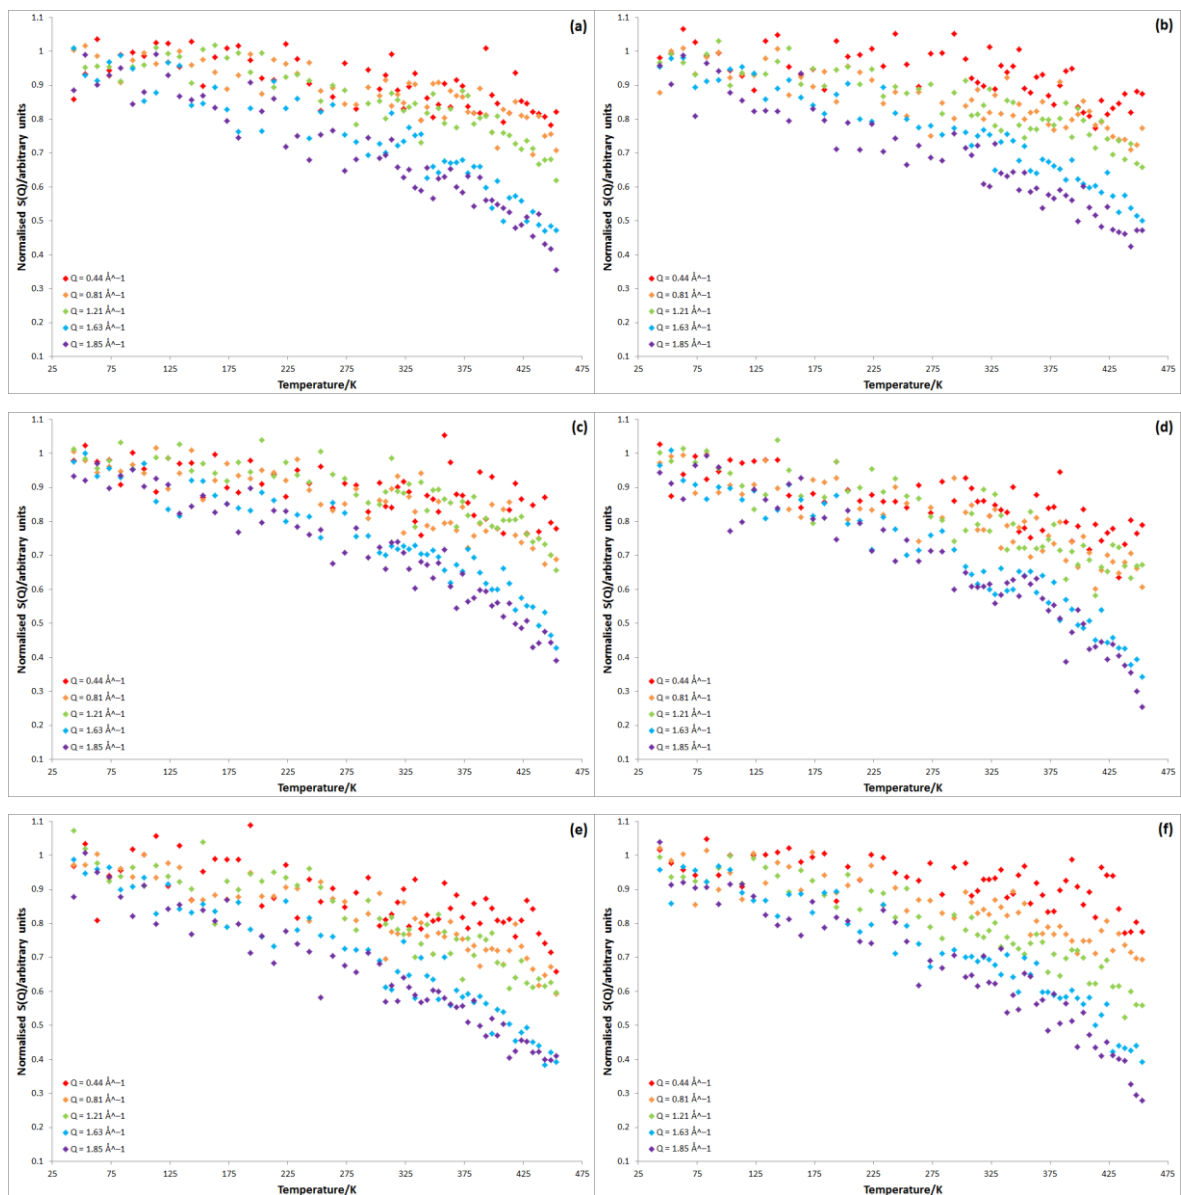 (a)
Normalised S(Q)/arbitrary units
1.1
1
0.9
0.8
0.7
0.6
0.5
0.4
0.3
0.2
0.1
Q = 0.44 Å^–1
Q = 0.81 Å^–1
Q = 1.21 Å^–1
Q = 1.63 Å^–1
Q = 1.85 Å^–1
25 75 125 175 225 275 325 375 425 475
Temperature/K
(b)
Normalised S(Q)/arbitrary units
1.1
1
0.9
0.8
0.7
0.6
0.5
0.4
0.3
0.2
0.1
Q = 0.44 Å^–1
Q = 0.81 Å^–1
Q = 1.21 Å^–1
Q = 1.63 Å^–1
Q = 1.85 Å^–1
25 75 125 175 225 275 325 375 425 475
Temperature/K
(c)
Normalised S(Q)/arbitrary units
1.1
1
0.9
0.8
0.7
0.6
0.5
0.4
0.3
0.2
0.1
Q = 0.44 Å^–1
Q = 0.81 Å^–1
Q = 1.21 Å^–1
Q = 1.63 Å^–1
Q = 1.85 Å^–1
25 75 125 175 225 275 325 375 425 475
Temperature/K
(d)
Normalised S(Q)/arbitrary units
1.1
1
0.9
0.8
0.7
0.6
0.5
0.4
0.3
0.2
0.1
Q = 0.44 Å^–1
Q = 0.81 Å^–1
Q = 1.21 Å^–1
Q = 1.63 Å^–1
Q = 1.85 Å^–1
25 75 125 175 225 275 325 375 425 475
Temperature/K
(e)
Normalised S(Q)/arbitrary units
1.1
1
0.9
0.8
0.7
0.6
0.5
0.4
0.3
0.2
0.1
Q = 0.44 Å^–1
Q = 0.81 Å^–1
Q = 1.21 Å^–1
Q = 1.63 Å^–1
Q = 1.85 Å^–1
25 75 125 175 225 275 325 375 425 475
Temperature/K
(f)
Normalised S(Q)/arbitrary units
1.1
1
0.9
0.8
0.7
0.6
0.5
0.4
0.3
0.2
0.1
Q = 0.44 Å^–1
Q = 0.81 Å^–1
Q = 1.21 Å^–1
Q = 1.63 Å^–1
Q = 1.85 Å^–1
25 75 125 175 225 275 325 375 425 475
Temperature/K